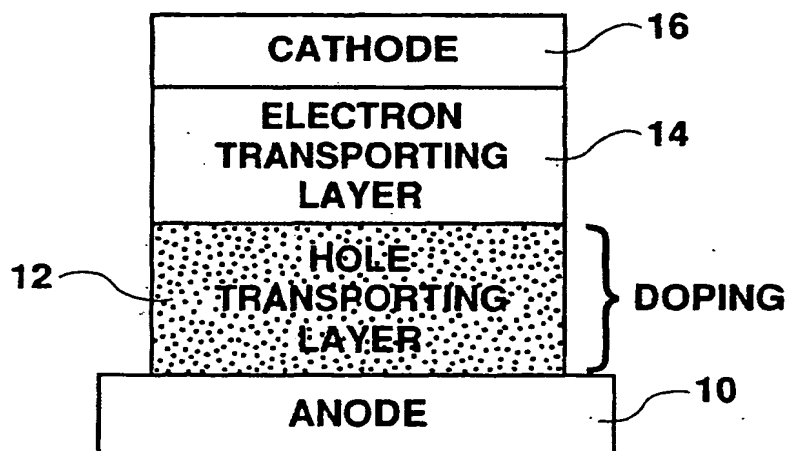 CATHODE
16
ELECTRON
TRANSPORTING
LAYER
14
HOLE
TRANSPORTING
LAYER
12
DOPING
ANODE
10